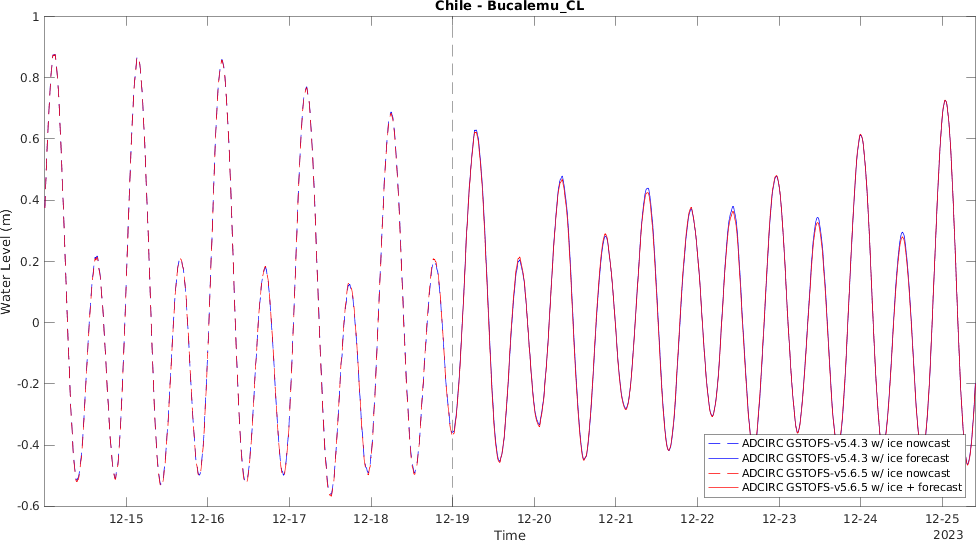 Chile - Bucalemu_CL
1
0.8
0.6
0.4
0.2
0
-0.2
-0.4
-0.6
Water Level (m)
ADCIRC GSTOFS-v5.4.3 w/ ice nowcast
ADCIRC GSTOFS-v5.4.3 w/ ice forecast
ADCIRC GSTOFS-v5.6.5 w/ ice nowcast
ADCIRC GSTOFS-v5.6.5 w/ ice + forecast
12-15 12-16 12-17 12-18 12-19 12-20 12-21 12-22 12-23 12-24 12-25
Time
2023